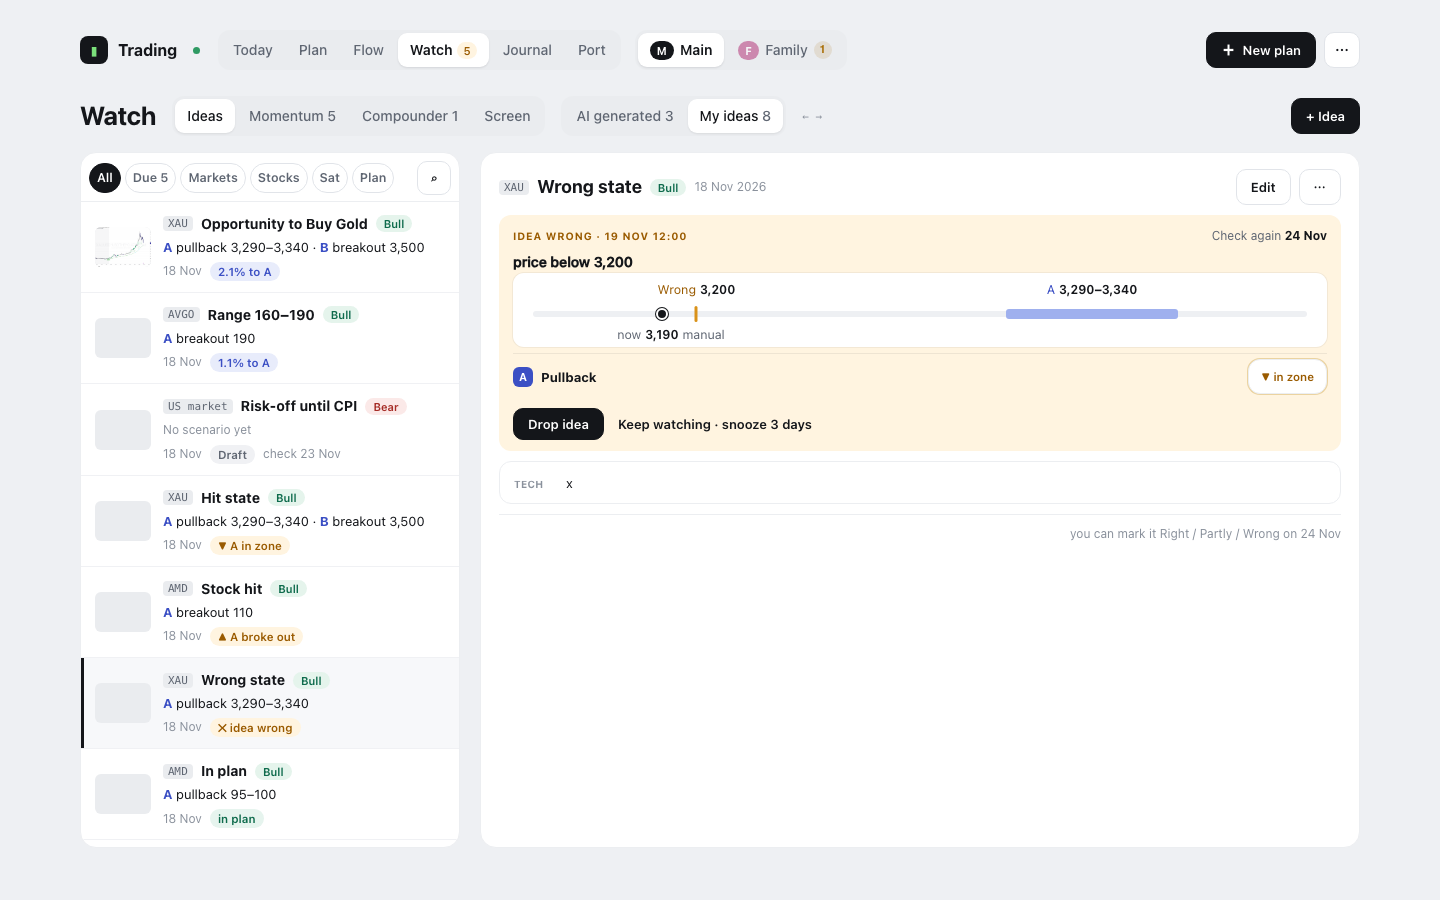 Trading
Today Plan Flow Watch 5 Journal Port
M Main F Family 1
+ New plan ···
Watch
Ideas Momentum 5 Compounder 1 Screen
AI generated 3 My ideas 8 ← →
+ Idea
All Due 5 Markets Stocks Sat Plan
XAU Opportunity to Buy Gold Bull
A pullback 3,290–3,340 · B breakout 3,500
18 Nov 2.1% to A
AVGO Range 160–190 Bull
A breakout 190
18 Nov 1.1% to A
US market Risk-off until CPI Bear
No scenario yet
18 Nov Draft check 23 Nov
XAU Hit state Bull
A pullback 3,290–3,340 · B breakout 3,500
18 Nov ▼ A in zone
AMD Stock hit Bull
A breakout 110
18 Nov ▲ A broke out
XAU Wrong state Bull
A pullback 3,290–3,340
18 Nov ✕ idea wrong
AMD In plan Bull
A pullback 95–100
18 Nov in plan
XAU Wrong state Bull 18 Nov 2026
Edit ···
IDEA WRONG · 19 NOV 12:00
Check again 24 Nov
price below 3,200
Wrong 3,200
A 3,290–3,340
now 3,190 manual
A Pullback
▼ in zone
Drop idea Keep watching · snooze 3 days
TECH x
you can mark it Right / Partly / Wrong on 24 Nov